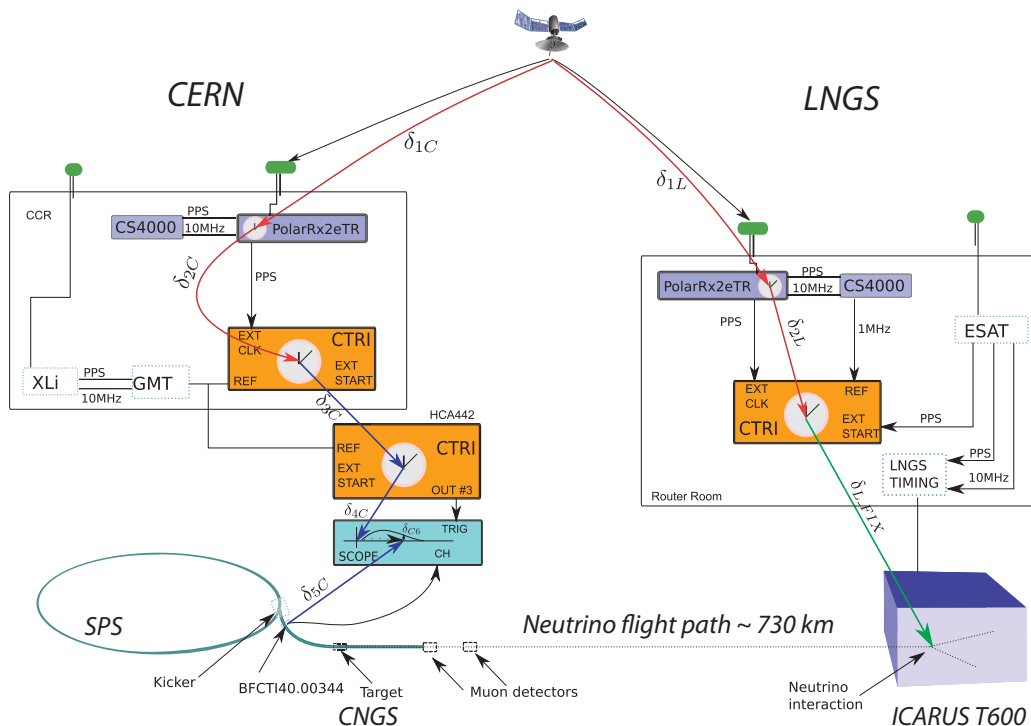 CERN
LNGS
δ1C
δ1L
CCR
CS4000
PPS
10MHz
PolarRx2eTR
δ2C
PPS
EXT
CLK
CTRI
EXT
START
REF
XLi
PPS
10MHz
GMT
δ3C
HCA442
REF
CTRI
EXT
START
OUT #3
δ4C
δC6
TRIG
SCOPE
CH
δ5C
PolarRx2eTR
PPS
10MHz
CS4000
PPS
δ2L
1MHz
ESAT
EXT
CLK
REF
CTRI
EXT
START
PPS
LNGS
TIMING
PPS
10MHz
Router Room
δL_FIX
SPS
Neutrino flight path ~ 730 km
Kicker
BFCTI40.00344
Target
Muon detectors
CNGS
Neutrino
interaction
ICARUS T600